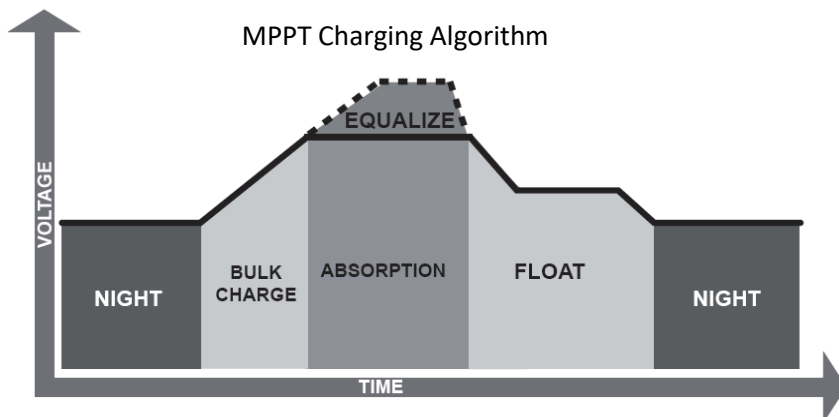 MPPT Charging Algorithm
EQUALIZE
VOLTAGE
NIGHT
BULK
CHARGE
ABSORPTION
FLOAT
NIGHT
TIME